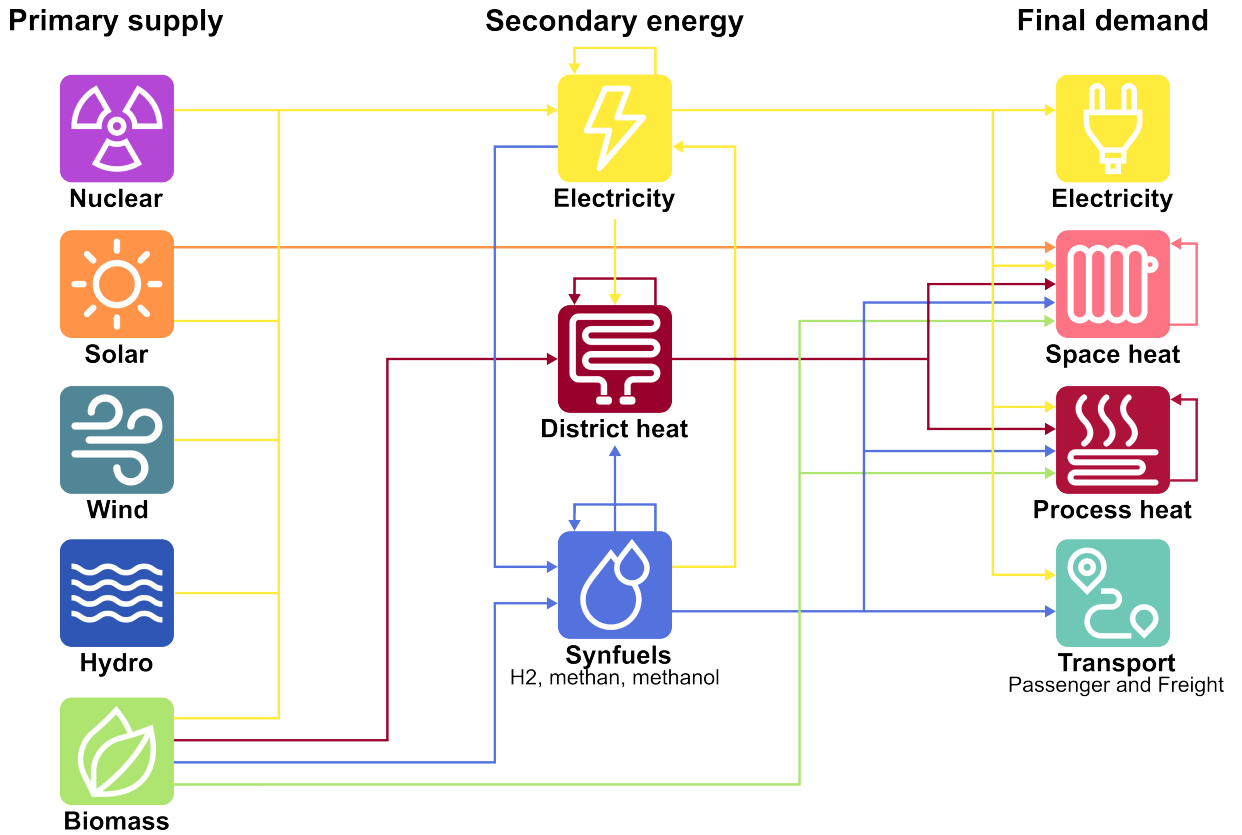 Primary supply
Secondary energy
Final demand
Nuclear
Electricity
Electricity
Solar
District heat
Space heat
Wind
Process heat
Hydro
Synfuels
H2, methan, methanol
Transport
Passenger and Freight
Biomass